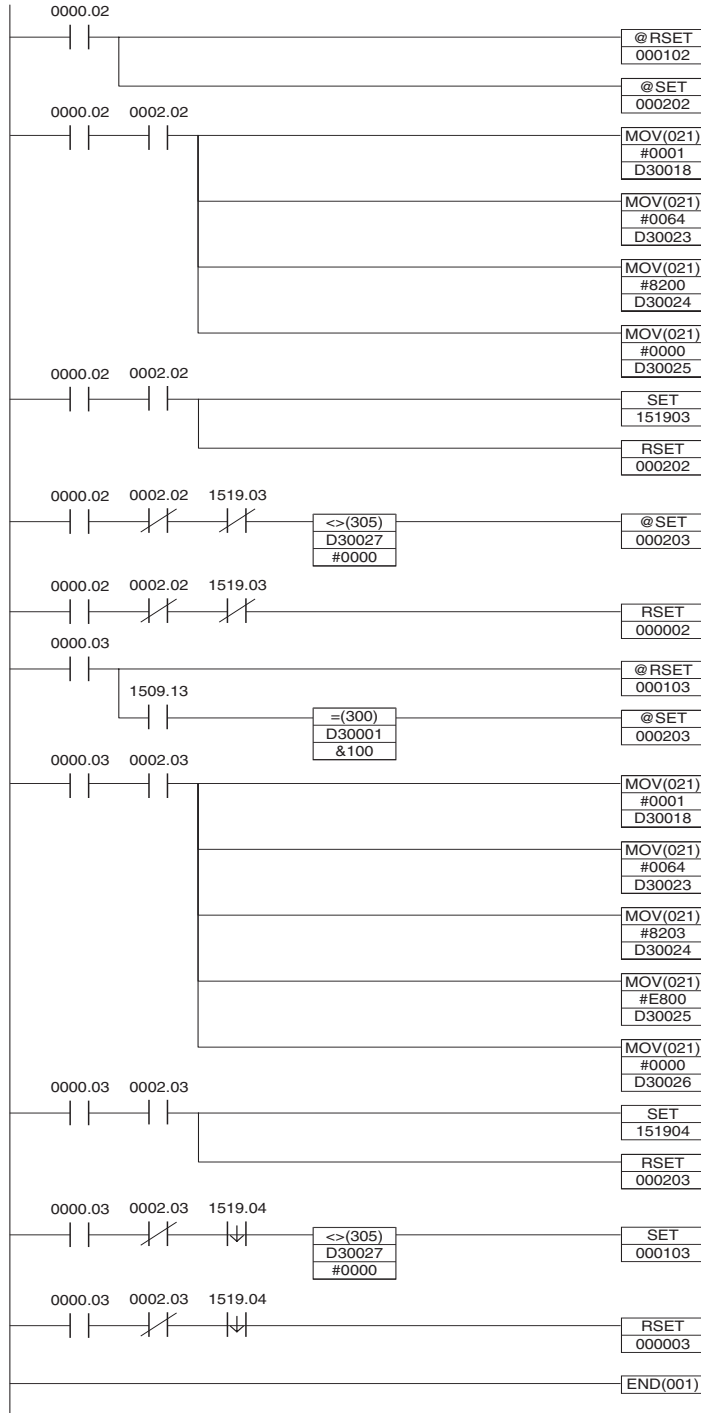 0000.02
@RSET
000102
@SET
000202
0000.02 0002.02
MOV(021)
#0001
D30018
MOV(021)
#0064
D30023
MOV(021)
#8200
D30024
MOV(021)
#0000
D30025
0000.02 0002.02
SET
151903
RSET
000202
0000.02 0002.02 1519.03
<>(305)
D30027
#0000
@SET
000203
0000.02 0002.02 1519.03
RSET
000002
0000.03
@RSET
000103
1509.13
=(300)
D30001
&100
@SET
000203
0000.03 0002.03
MOV(021)
#0001
D30018
MOV(021)
#0064
D30023
MOV(021)
#8203
D30024
MOV(021)
#E800
D30025
MOV(021)
#0000
D30026
0000.03 0002.03
SET
151904
RSET
000203
0000.03 0002.03 1519.04
<>(305)
D30027
#0000
SET
000103
0000.03 0002.03 1519.04
RSET
000003
END(001)